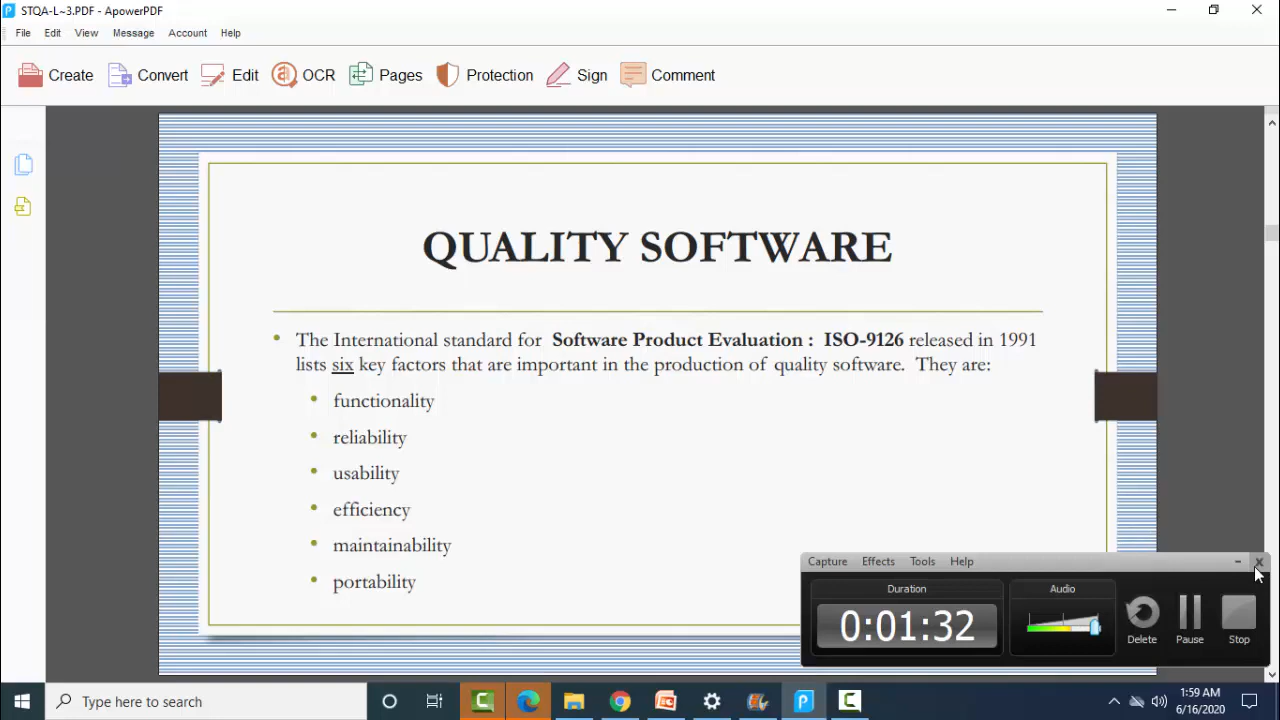 STQA-L~3.PDF - ApowerPDF
File Edit View Message Account Help
Create Convert Edit OCR Pages Protection Sign Comment
QUALITY SOFTWARE
• The International standard for Software Product Evaluation : ISO-9126 released in 1991
lists six key factors that are important in the production of quality software. They are:
• functionality
• reliability
• usability
• efficiency
• maintainability
• portability
Capture Effects Tools Help
Duration Audio
0:01:32
Delete Pause Stop
Type here to search
1:59 AM
6/16/2020